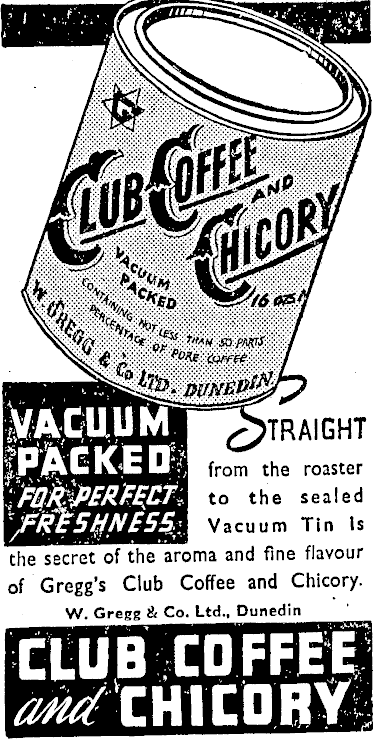 G
CLUB COFFEE
AND
CHICORY
VACUUM
PACKED
16 OZS N
CONTAINING NOT LESS THAN 50 PARTS
PERCENTAGE OF PURE COFFEE
W. GREGG & Co LTD. DUNEDIN.
VACUUM
PACKED
FOR PERFECT
FRESHNESS
STRAIGHT
from the roaster
to the sealed
Vacuum Tin is
the secret of the aroma and fine flavour
of Gregg's Club Coffee and Chicory.
W. Gregg & Co. Ltd., Dunedin
CLUB COFFEE
and CHICORY